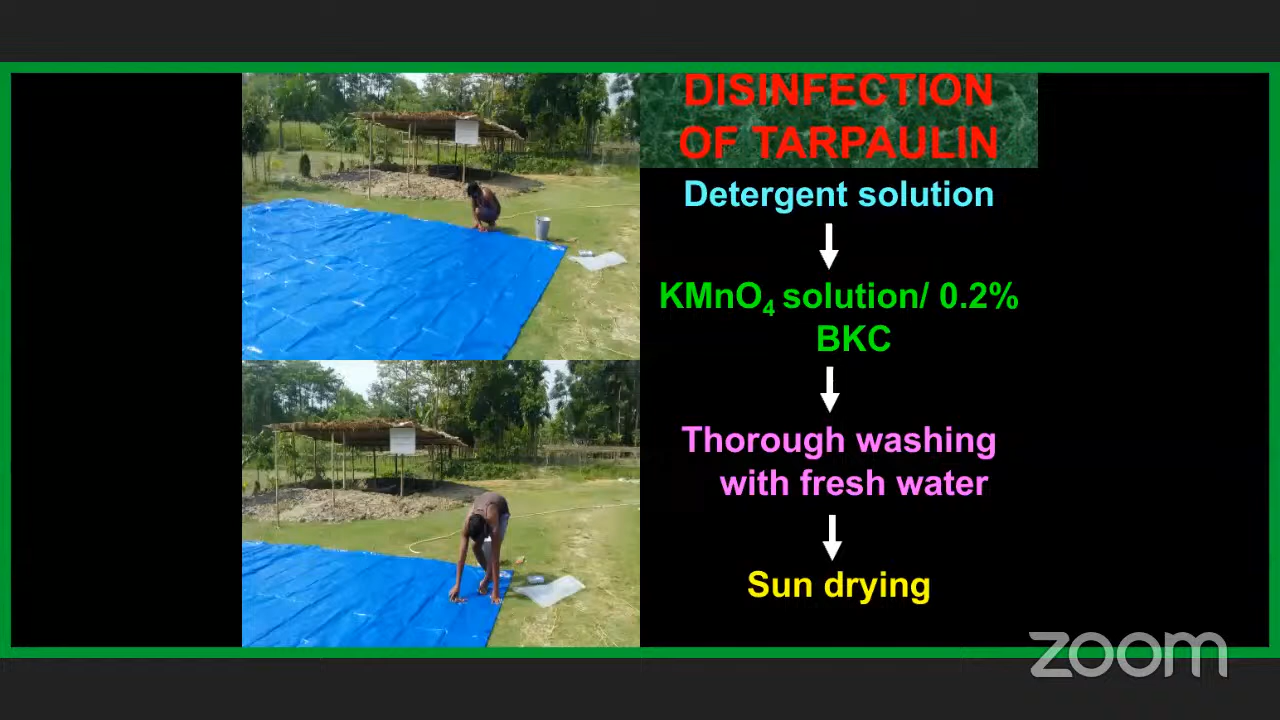 DISINFECTION
OF TARPAULIN
Detergent solution
KMnO₄ solution/ 0.2%
BKC
Thorough washing
with fresh water
Sun drying
zoom